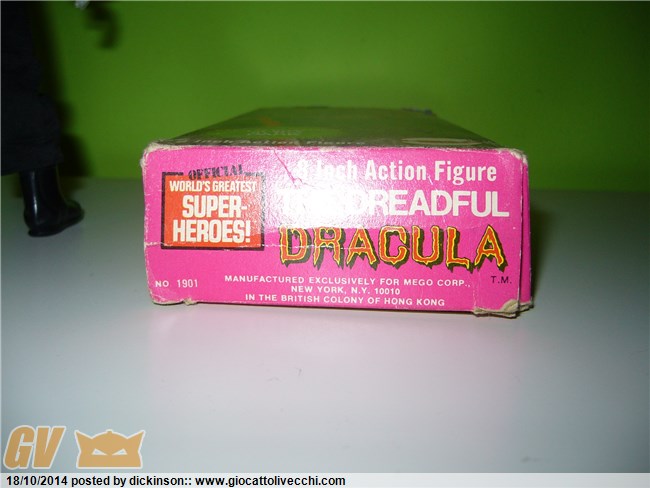 OFFICIAL
WORLD'S GREATEST
SUPER-
HEROES!
8 Inch Action Figure
DREADFUL
DRACULA
T.M.
NO 1901
MANUFACTURED EXCLUSIVELY FOR MEGO CORP.,
NEW YORK, N.Y. 10010
IN THE BRITISH COLONY OF HONG KONG
GV
18/10/2014 posted by dickinson:: www.giocattolivecchi.com